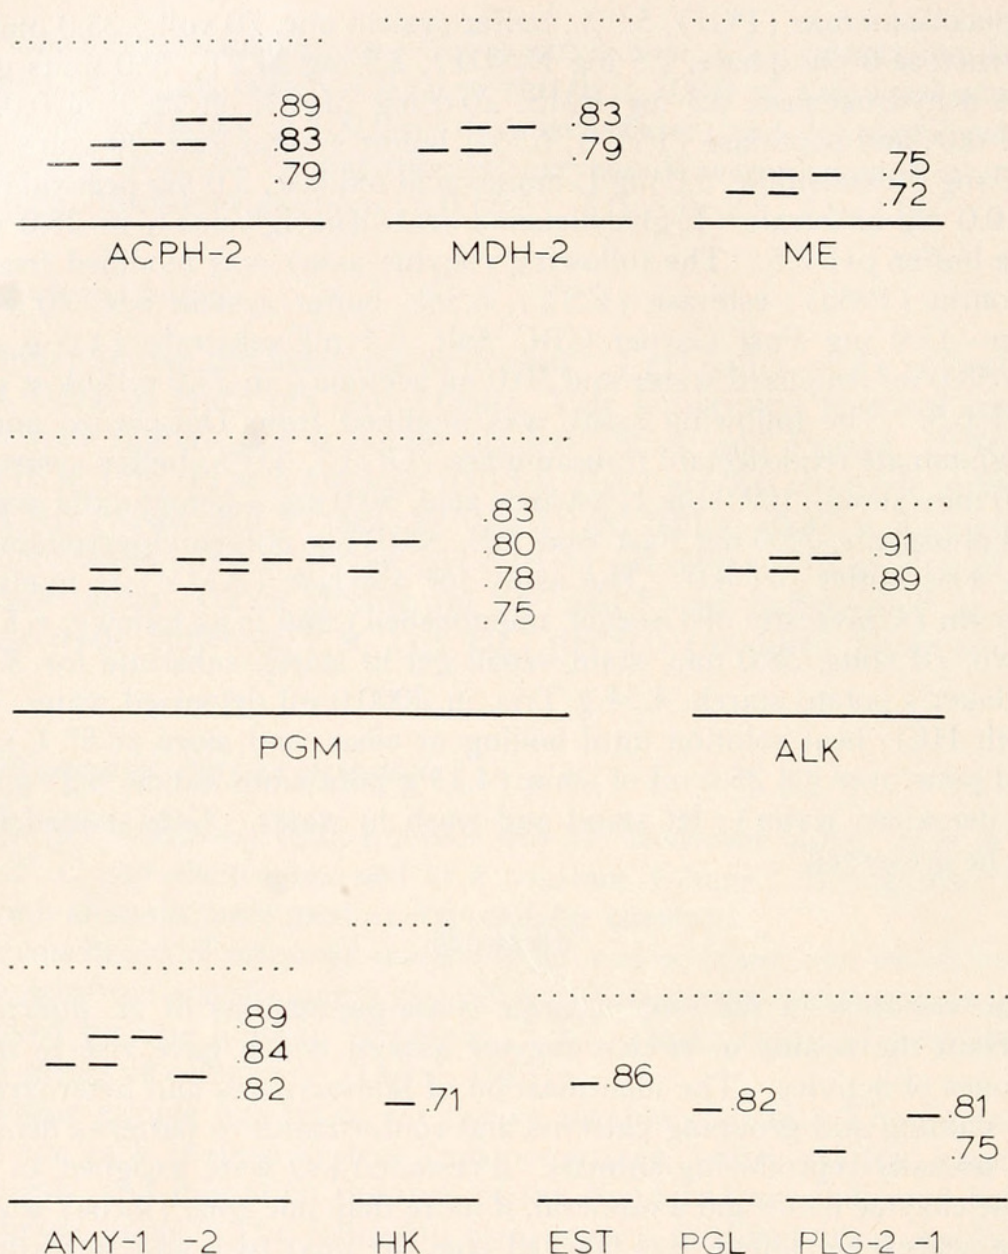 .89
.83
.79
ACPH-2
.83
.79
MDH-2
.75
.72
ME
.83
.80
.78
.75
PGM
.91
.89
ALK
.89
.84
.82
AMY-1 -2
.71
HK
.86
EST
.82
PGL
.81
.75
PLG-2 -1